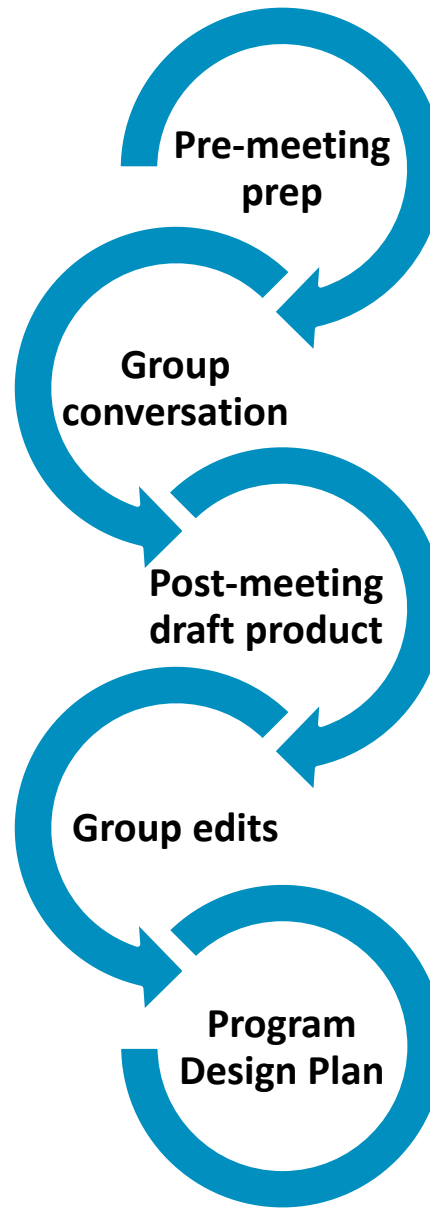 Pre-meeting
prep
Group
conversation
Post-meeting
draft product
Group edits
Program
Design Plan